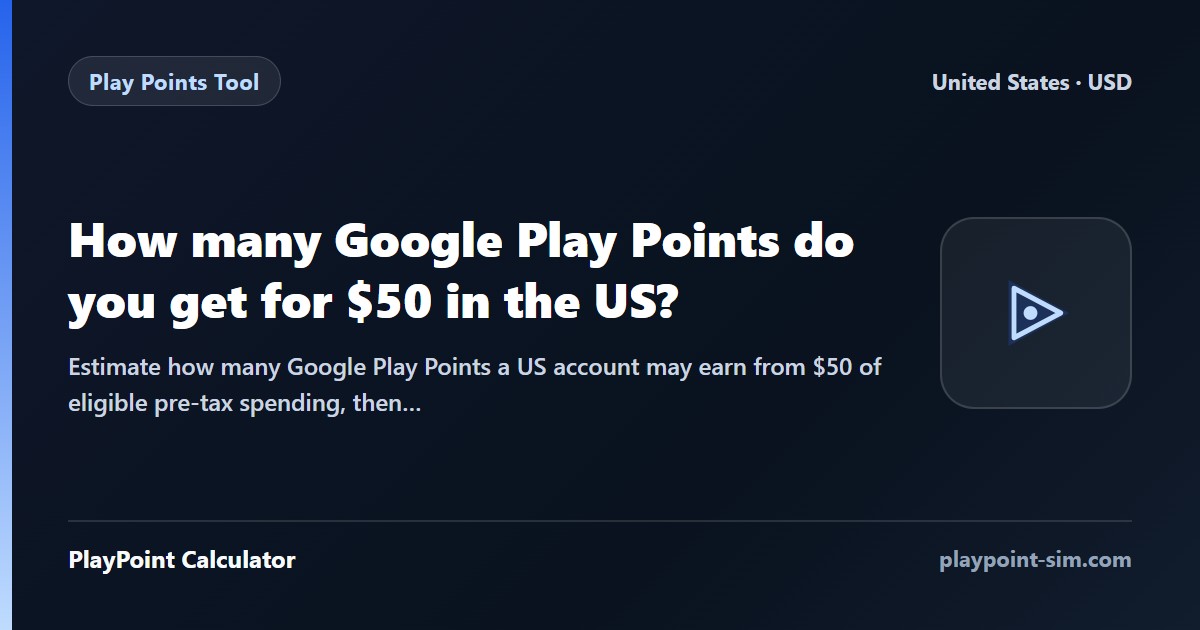 Play Points Tool
United States · USD
How many Google Play Points do
you get for $50 in the US?
Estimate how many Google Play Points a US account may earn from $50 of
eligible pre-tax spending, then...
PlayPoint Calculator
playpoint-sim.com